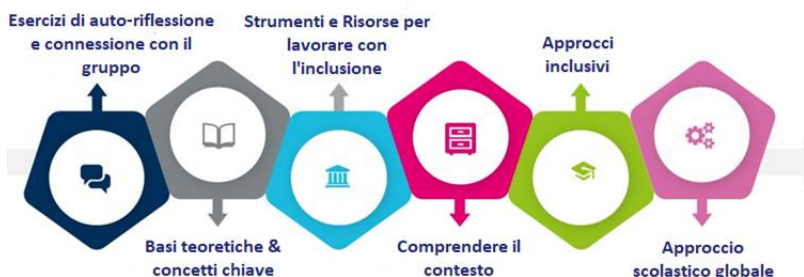 Esercizi di auto-riflessione
e connessione con il
gruppo
Strumenti e Risorse per
lavorare con
l'inclusione
Approcci
inclusivi
Basi teoretiche &
concetti chiave
Comprendere il
contesto
Approccio
scolastico globale